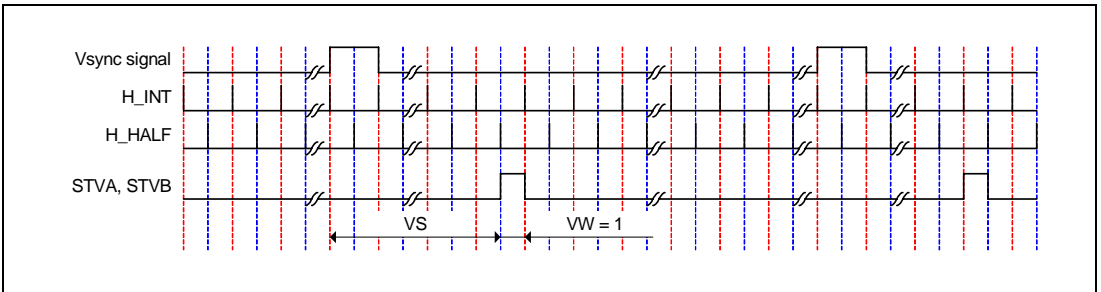 Vsync signal
H_INT
H_HALF
STVA, STVB
VS
VW = 1